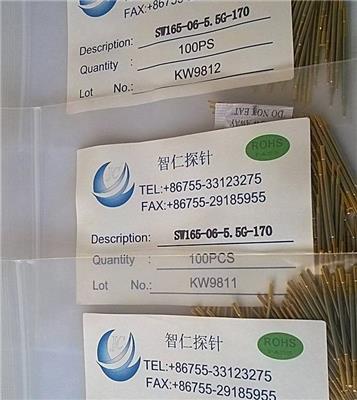 FAX:+86755-29185955
Description: SW165-06-5.5G-170
Quantity : 100PS
Lot No.: KW9812
DO NOT EAT
智仁探针
ROHS
TEL:+86755-33123275
FAX:+86755-29185955
Description: SW165-06-5.5G-170
Quantity : 100PCS
Lot No.: KW9811
智仁探针
ROHS
TEL:+86755-33123275
FAX:+86755-29185955